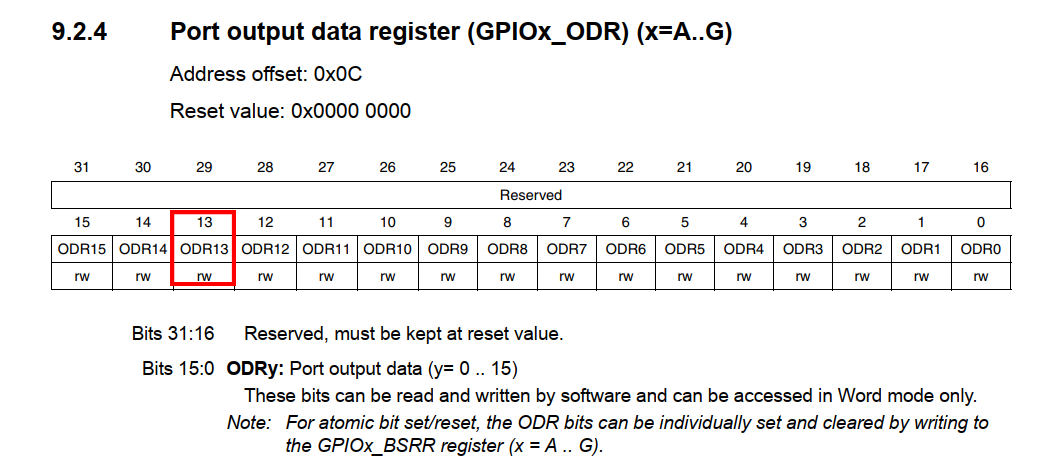 9.2.4 Port output data register (GPIOx_ODR) (x=A..G)
Address offset: 0x0C
Reset value: 0x0000 0000
31 30 29 28 27 26 25 24 23 22 21 20 19 18 17 16
Reserved
15 14 13 12 11 10 9 8 7 6 5 4 3 2 1 0
ODR15 ODR14 ODR13 ODR12 ODR11 ODR10 ODR9 ODR8 ODR7 ODR6 ODR5 ODR4 ODR3 ODR2 ODR1 ODR0
rw rw rw rw rw rw rw rw rw rw rw rw rw rw rw rw
Bits 31:16 Reserved, must be kept at reset value.
Bits 15:0 ODRy: Port output data (y= 0 .. 15)
These bits can be read and written by software and can be accessed in Word mode only.
Note: For atomic bit set/reset, the ODR bits can be individually set and cleared by writing to
the GPIOx_BSRR register (x = A .. G).